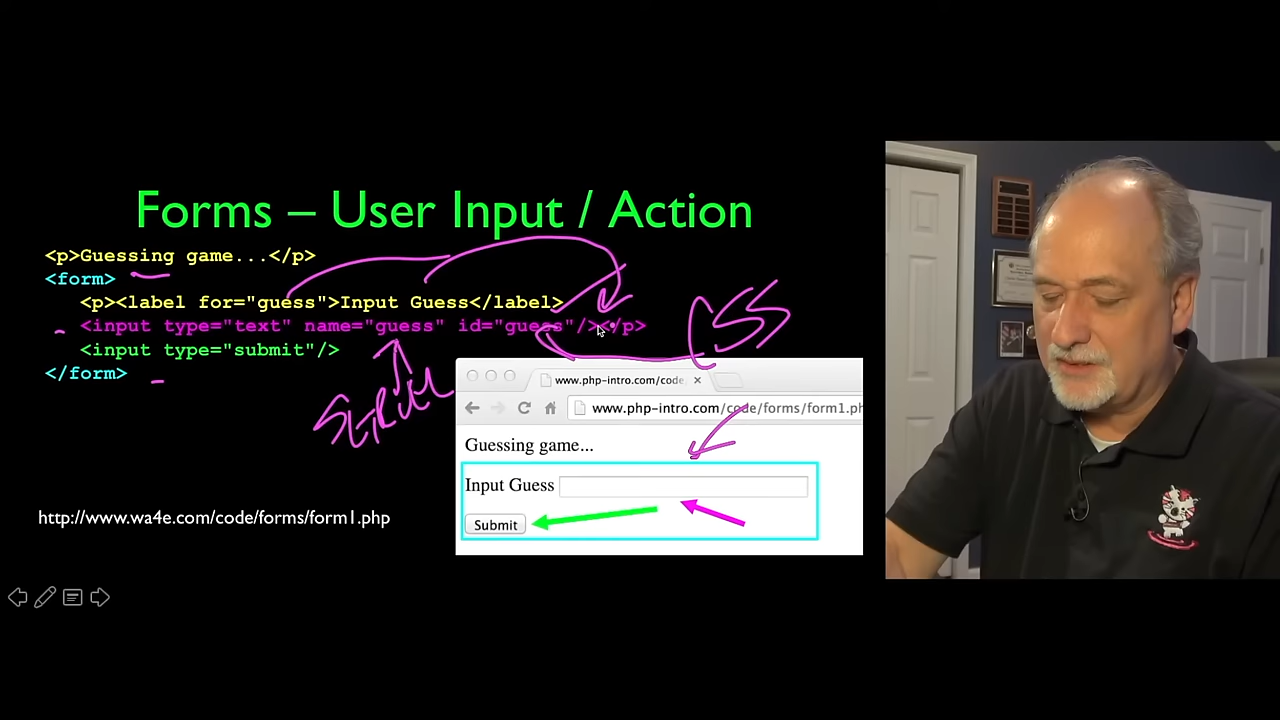 Forms – User Input / Action
<p>Guessing game...</p>
<form>
<p><label for="guess">Input Guess</label>
<input type="text" name="guess" id="guess"/></p>
<input type="submit"/>
</form>
CSS
www.php-intro.com/code
www.php-intro.com/code/forms/form1.ph
Guessing game...
Input Guess
Submit
http://www.wa4e.com/code/forms/form1.php